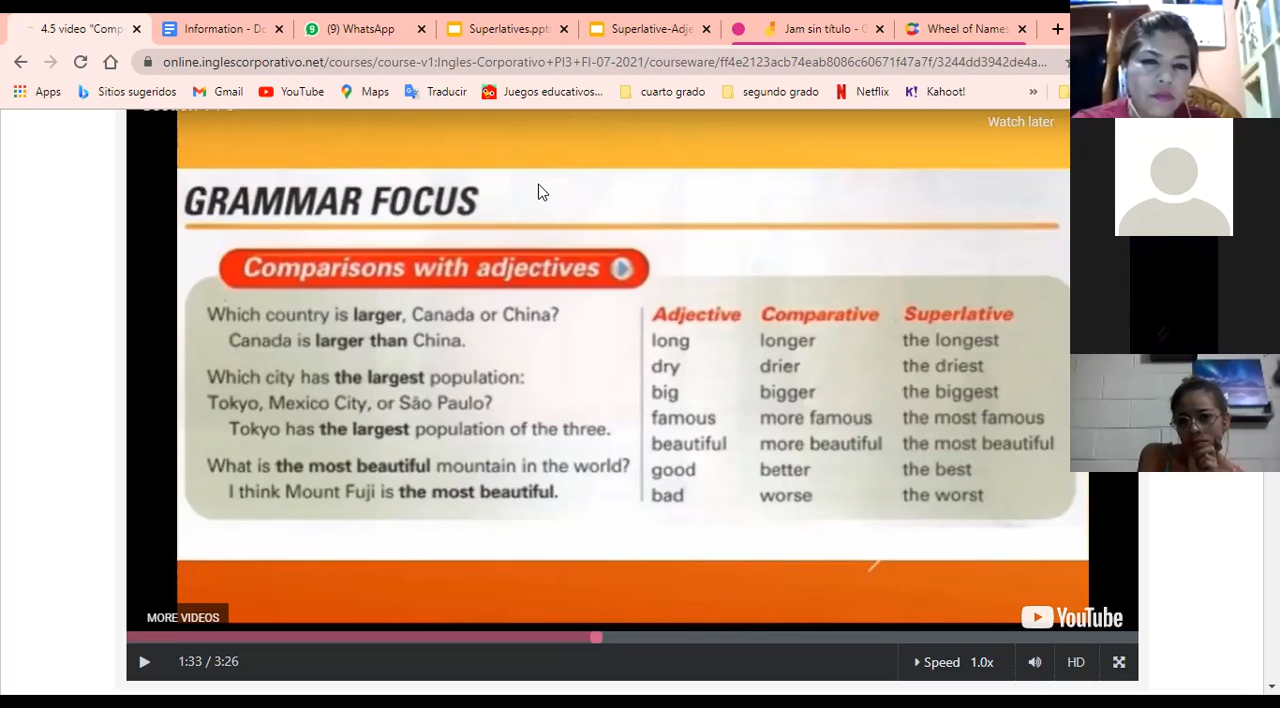 4.5 video "Comp
Information - Do
(9) WhatsApp
Superlatives.ppt
Superlative-Adje
Jam sin título - G
Wheel of Names
online.inglescorporativo.net/courses/course-v1:Ingles-Corporativo+PI3+FI-07-2021/courseware/ff4e2123acb74eab8086c60671f47a7f/3244dd3942de4a...
Apps
Sitios sugeridos
Gmail
YouTube
Maps
Traducir
Juegos educativos...
cuarto grado
segundo grado
Netflix
Kahoot!
Watch later
GRAMMAR FOCUS
Comparisons with adjectives
Which country is larger, Canada or China?
Canada is larger than China.
Which city has the largest population:
Tokyo, Mexico City, or São Paulo?
Tokyo has the largest population of the three.
What is the most beautiful mountain in the world?
I think Mount Fuji is the most beautiful.
Adjective Comparative Superlative
long longer the longest
dry drier the driest
big bigger the biggest
famous more famous the most famous
beautiful more beautiful the most beautiful
good better the best
bad worse the worst
MORE VIDEOS
YouTube
1:33 / 3:26
Speed 1.0x
HD